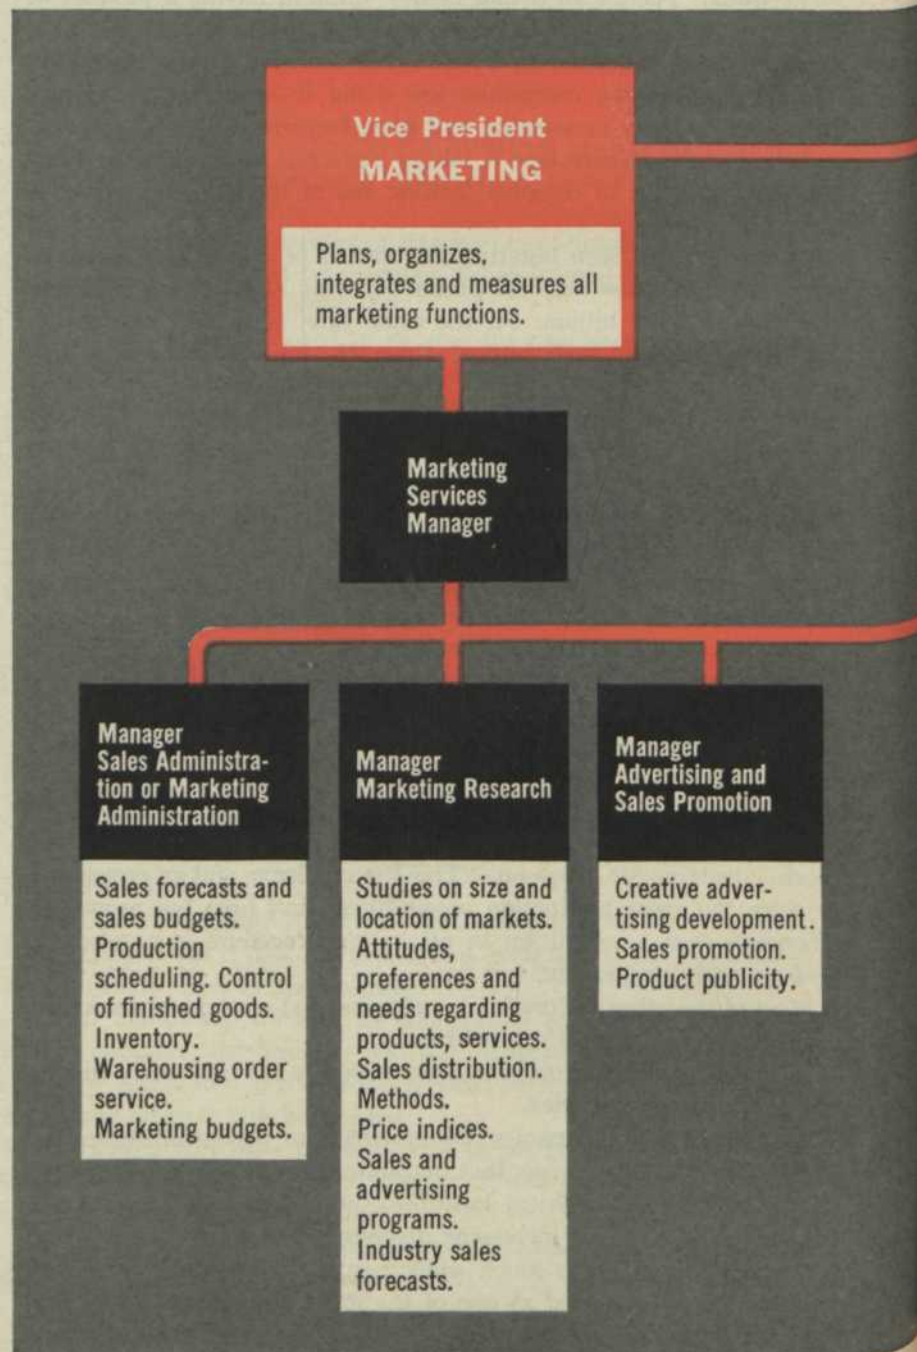 Vice President
MARKETING
Plans, organizes,
integrates and measures all
marketing functions.
Marketing
Services
Manager
Manager
Sales Administra-
tion or Marketing
Administration
Sales forecasts and
sales budgets.
Production
scheduling. Control
of finished goods.
Inventory.
Warehousing order
service.
Marketing budgets.
Manager
Marketing Research
Studies on size and
location of markets.
Attitudes,
preferences and
needs regarding
products, services.
Sales distribution.
Methods.
Price indices.
Sales and
advertising
programs.
Industry sales
forecasts.
Manager
Advertising and
Sales Promotion
Creative adver-
tising development.
Sales promotion.
Product publicity.